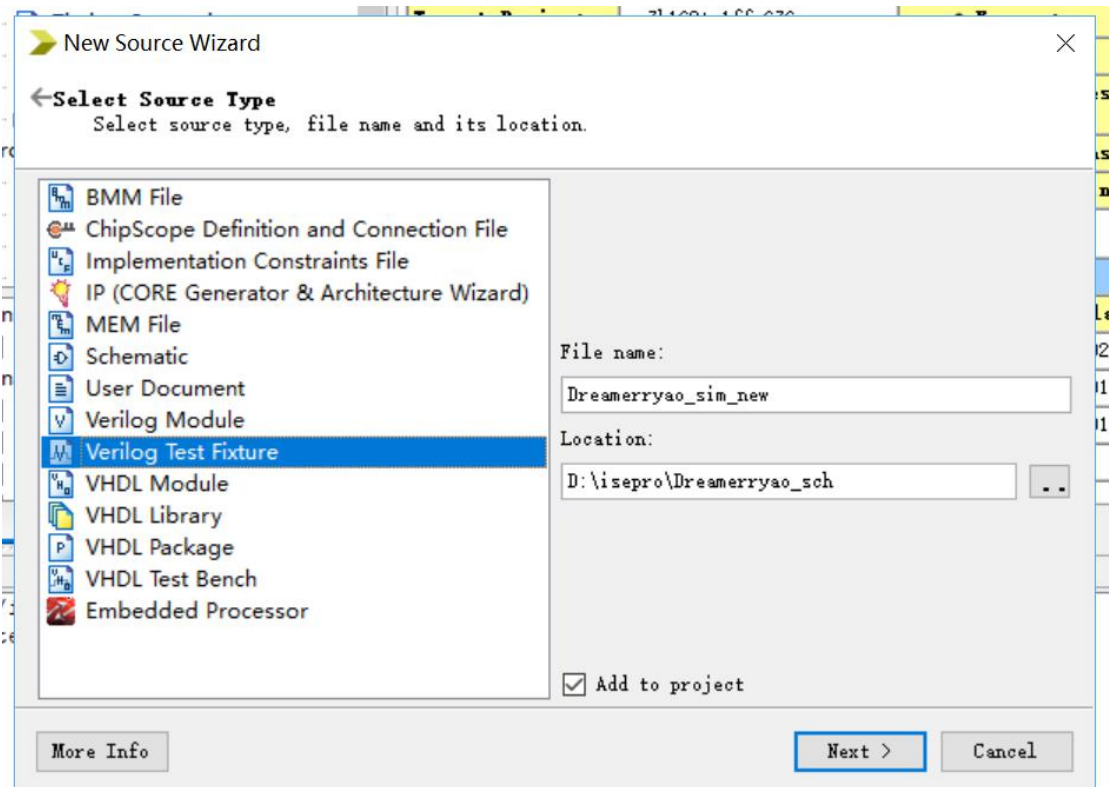 New Source Wizard
Select Source Type
Select source type, file name and its location.
BMM File
ChipScope Definition and Connection File
Implementation Constraints File
IP (CORE Generator & Architecture Wizard)
MEM File
Schematic
User Document
Verilog Module
Verilog Test Fixture
VHDL Module
VHDL Library
VHDL Package
VHDL Test Bench
Embedded Processor
File name:
Dreamerryao_sim_new
Location:
D:\isepro\Dreamerryao_sch
..
Add to project
More Info
Next >
Cancel